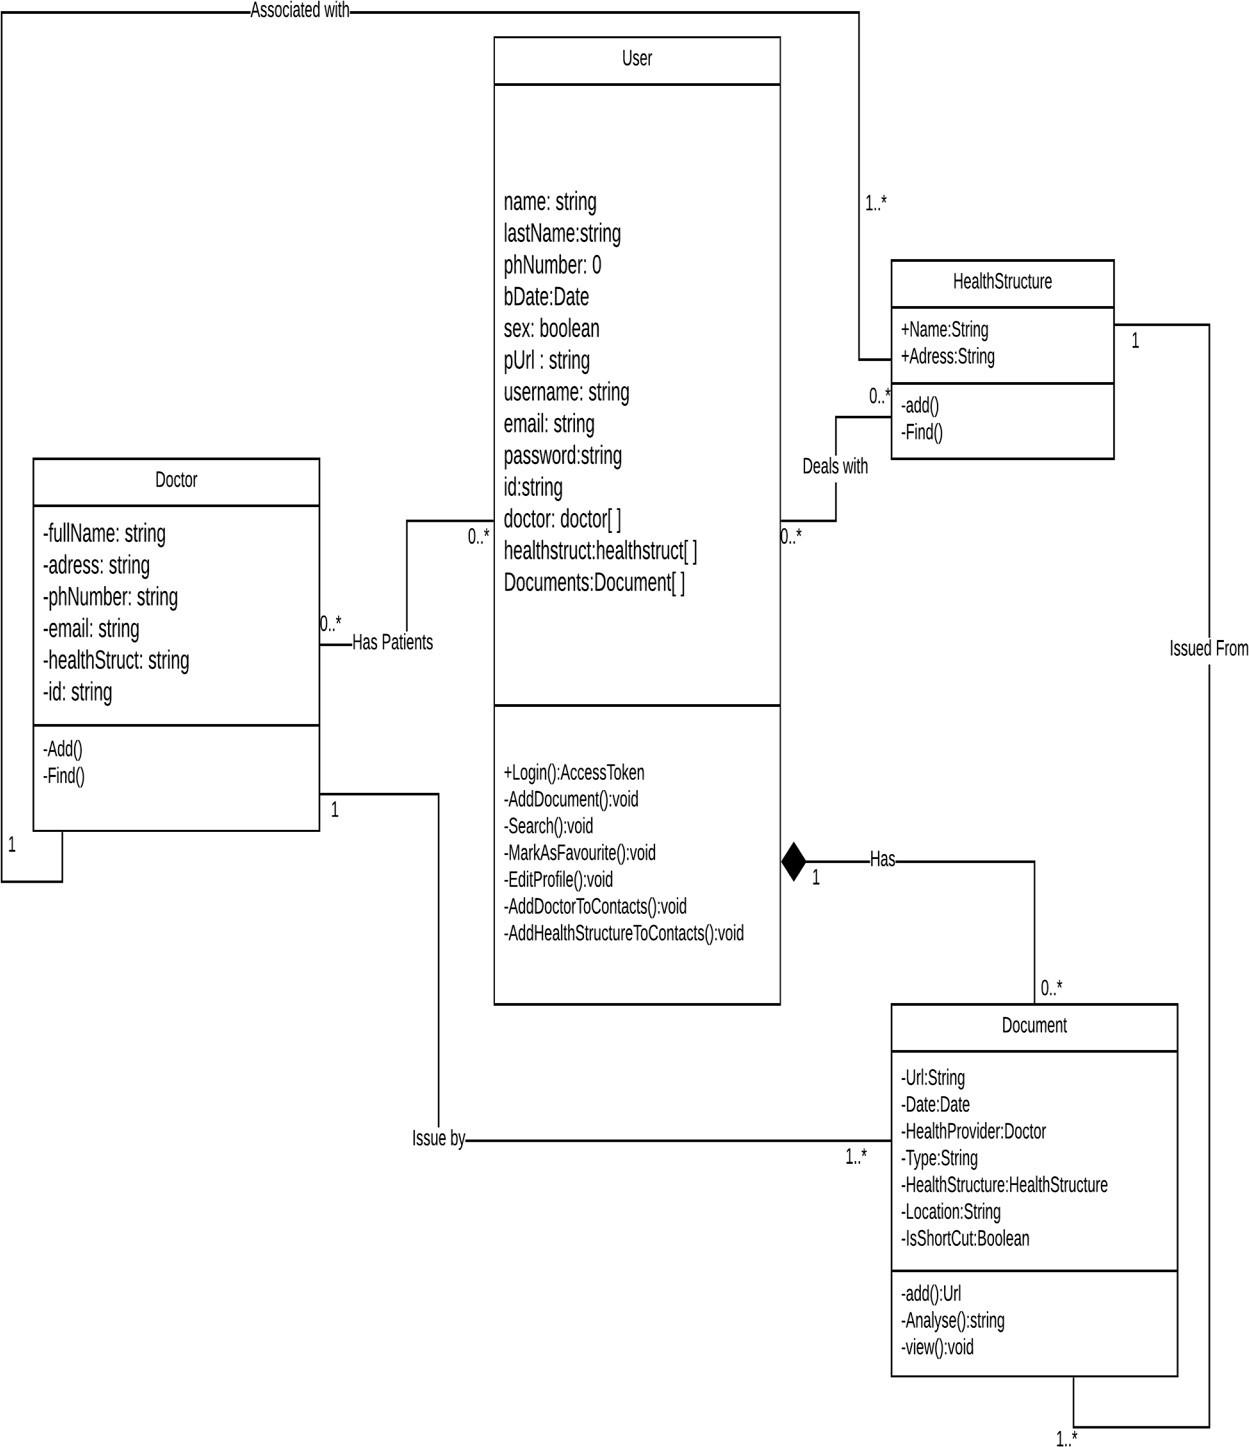 Associated with
User
name: string
lastName:string
phNumber: 0
bDate:Date
sex: boolean
pUrl : string
username: string
email: string
password:string
id:string
doctor: doctor[ ]
healthstruct:healthstruct[ ]
Documents:Document[ ]
+Login():AccessToken
-AddDocument():void
-Search():void
-MarkAsFavourite():void
-EditProfile():void
-AddDoctorToContacts():void
-AddHealthStructureToContacts():void
1..*
HealthStructure
+Name:String
+Adress:String
-add()
-Find()
1
0..*
Deals with
0..*
Doctor
-fullName: string
-adress: string
-phNumber: string
-email: string
-healthStruct: string
-id: string
-Add()
-Find()
0..*
0..*
Has Patients
Issued From
1
1
Has
1
0..*
Document
-Url:String
-Date:Date
-HealthProvider:Doctor
-Type:String
-HealthStructure:HealthStructure
-Location:String
-IsShortCut:Boolean
-add():Url
-Analyse():string
-view():void
Issue by
1..*
1..*